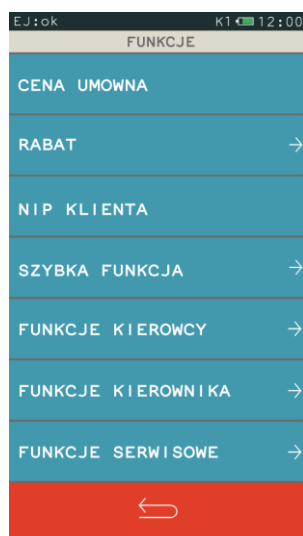 EJ:ok K1 12:00
FUNKCJE
CENA UMOWNA
RABAT
NIP KLIENTA
SZYBKA FUNKCJA
FUNKCJE KIEROWCY
FUNKCJE KIEROWNIKA
FUNKCJE SERWISOWE